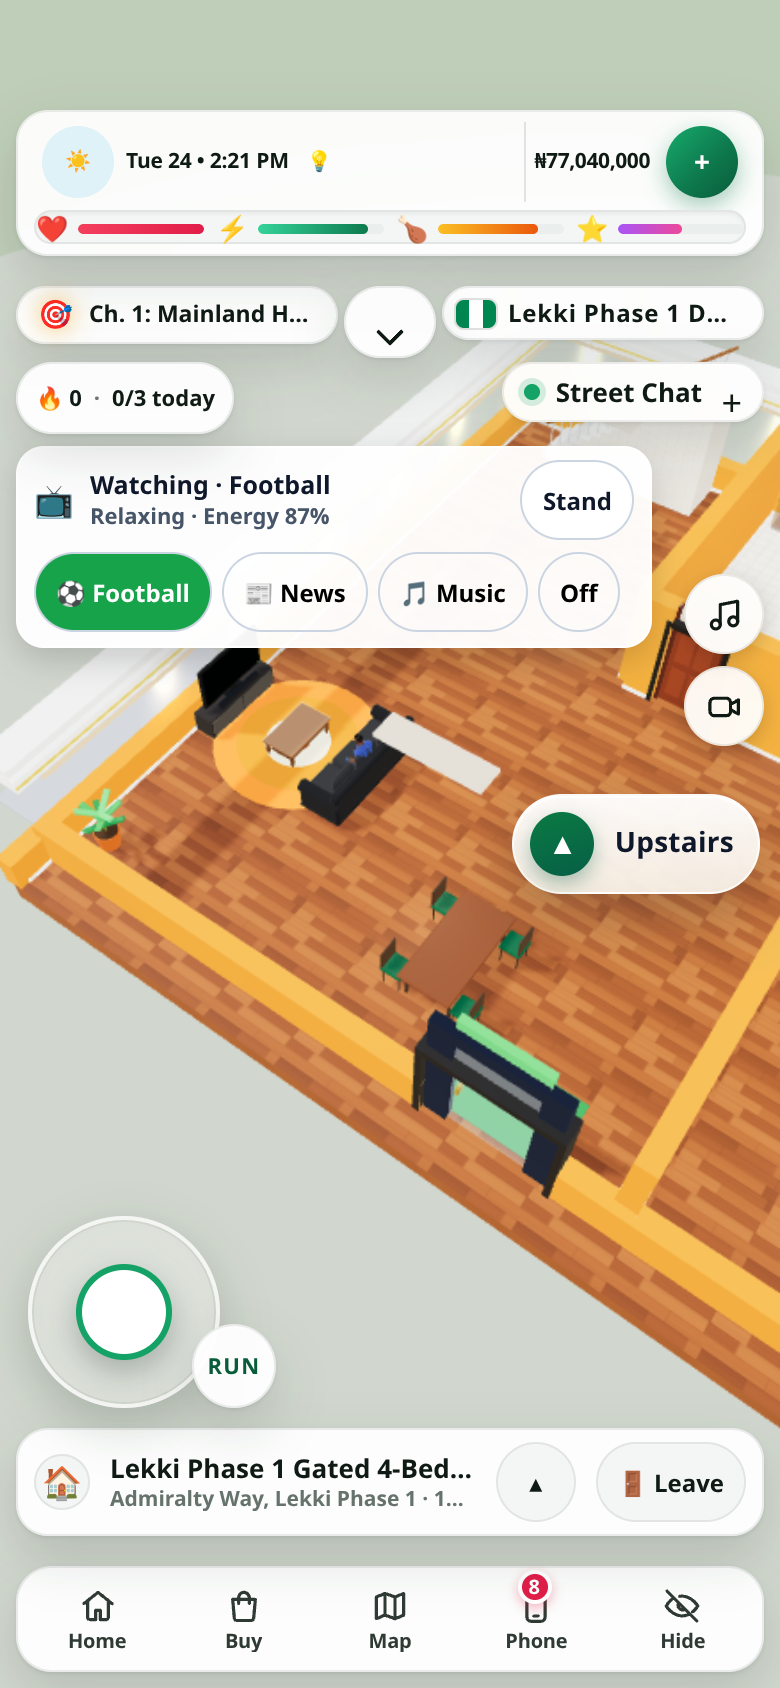 Tue 24 • 2:21 PM
₦77,040,000
+
Ch. 1: Mainland H...
Lekki Phase 1 D...
0 · 0/3 today
Street Chat +
Watching · Football
Relaxing · Energy 87%
Stand
Football
News
Music
Off
Upstairs
RUN
Lekki Phase 1 Gated 4-Bed...
Admiralty Way, Lekki Phase 1 · 1...
Leave
8
Home
Buy
Map
Phone
Hide